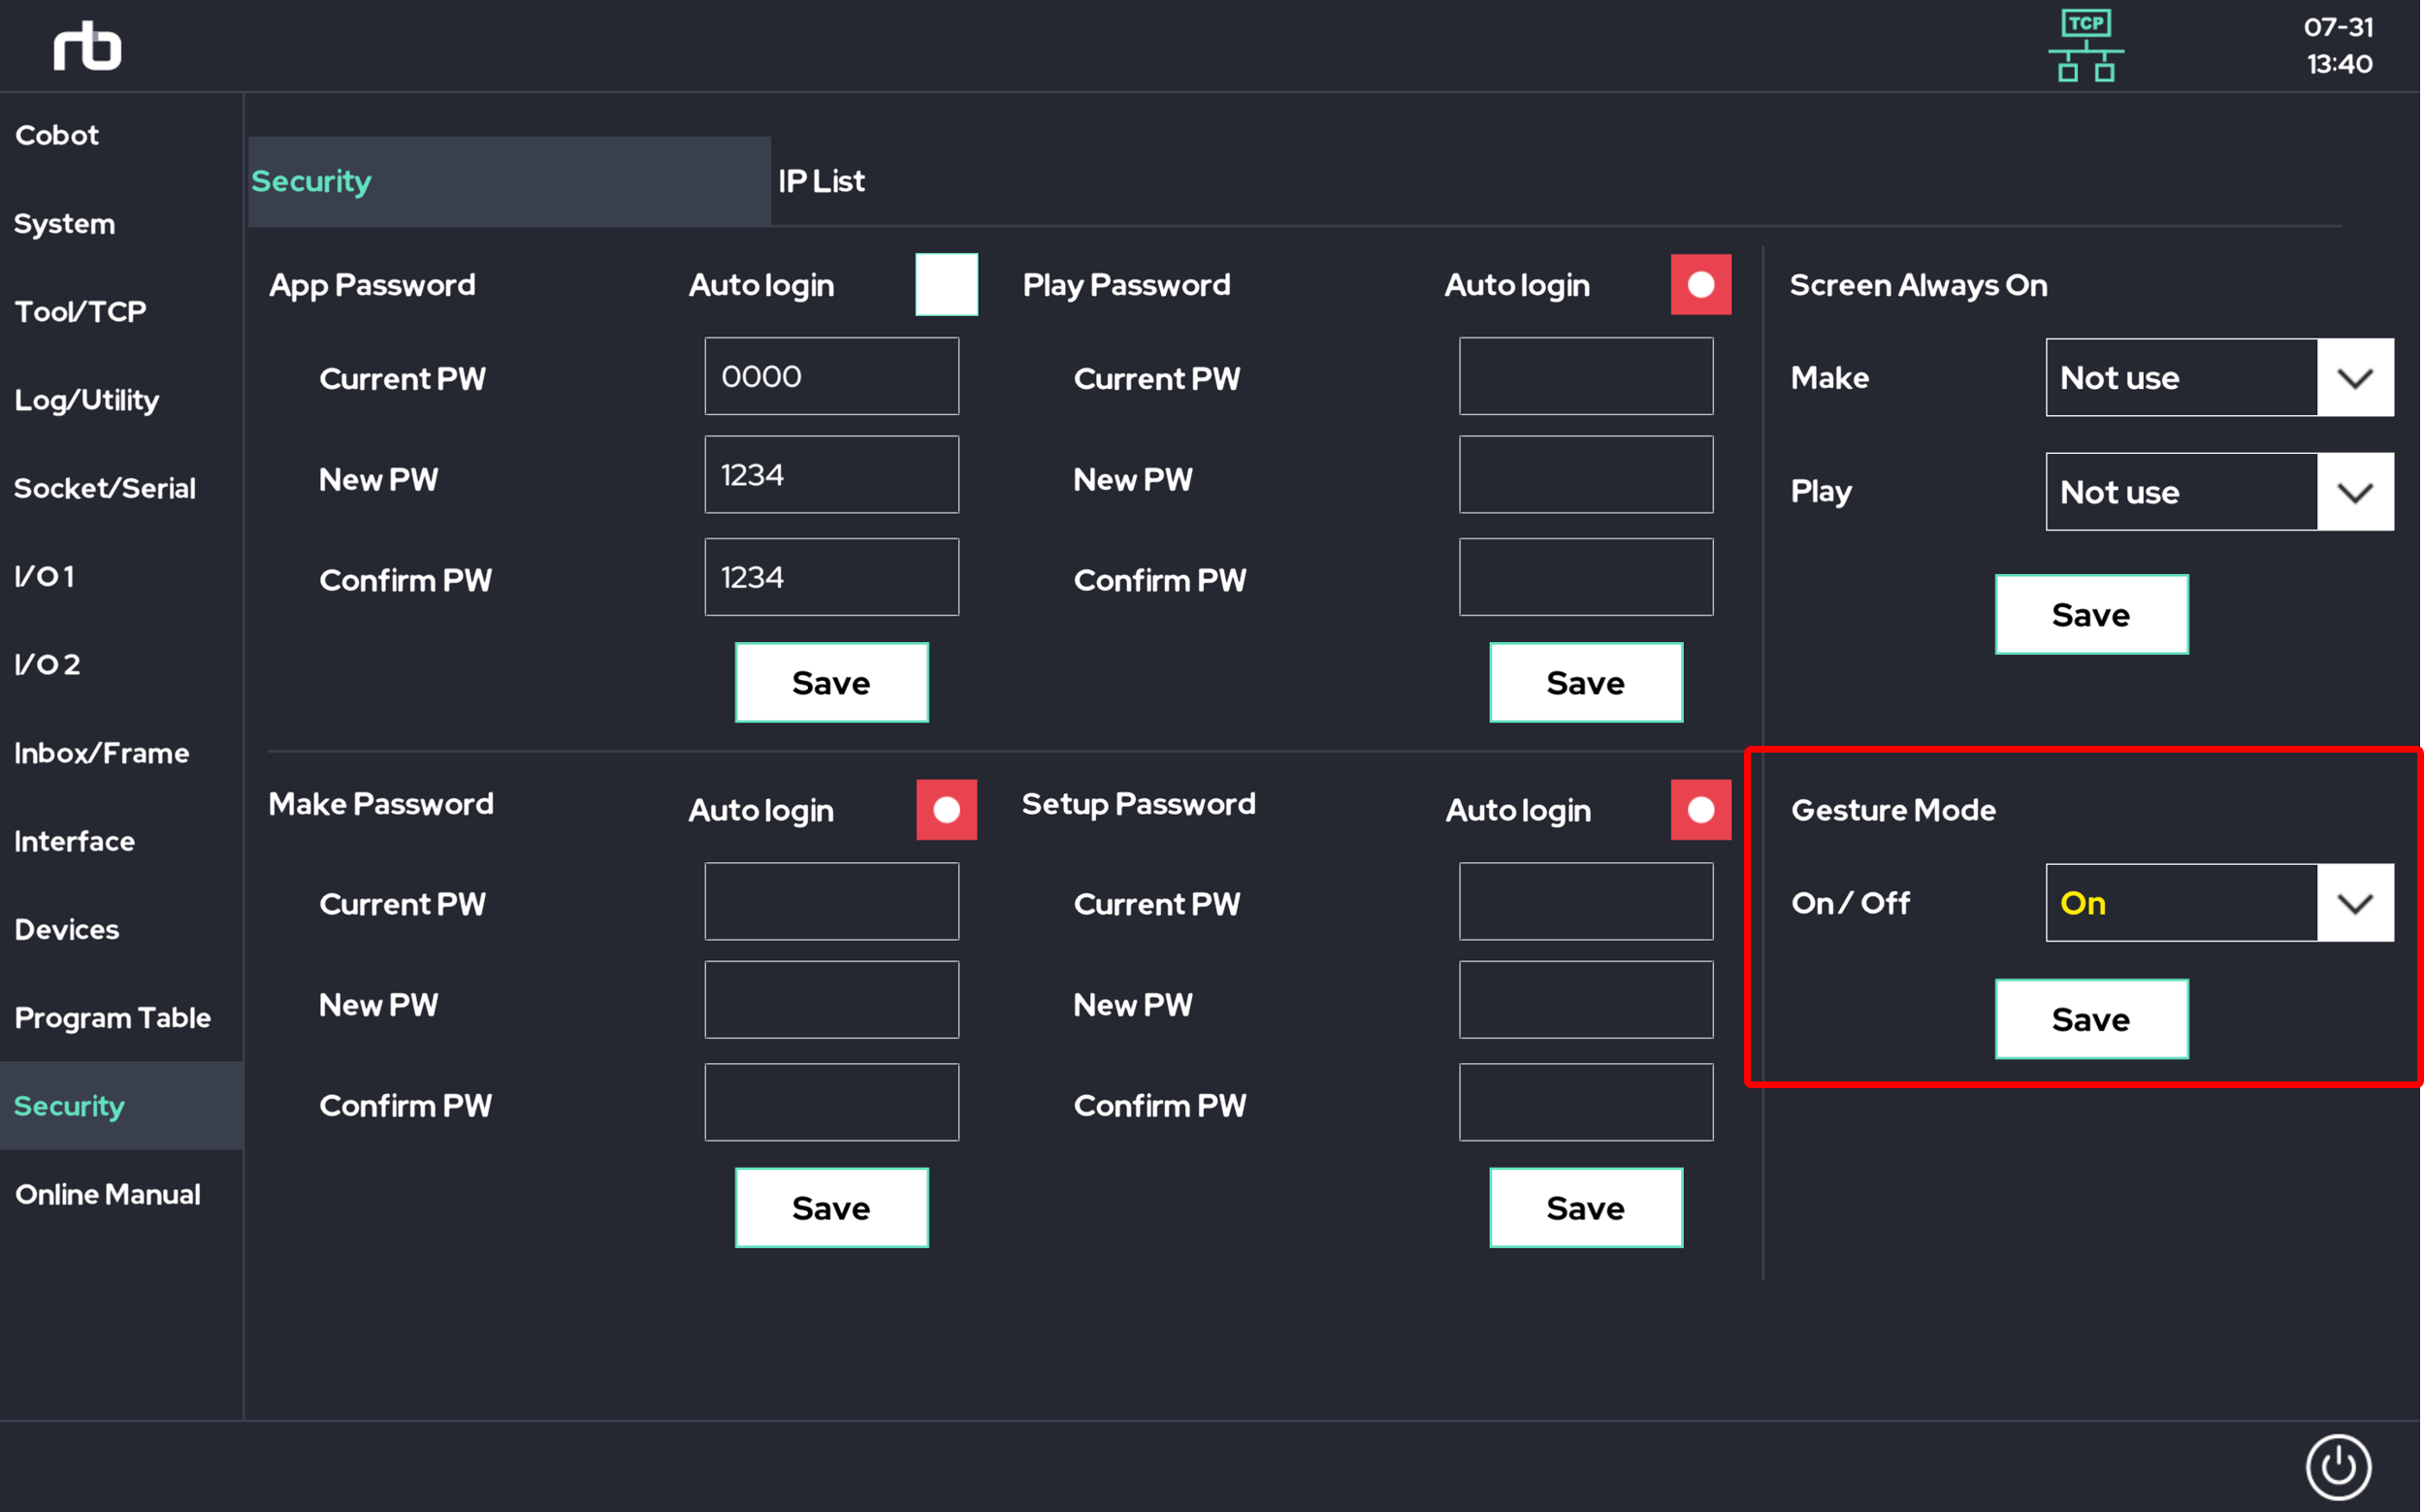 rb
TCP
07-31
13:40
Cobot
System
Tool/TCP
Log/Utility
Socket/Serial
I/O 1
I/O 2
Inbox/Frame
Interface
Devices
Program Table
Security
Online Manual
Security
IP List
App Password
Auto login
Current PW
0000
New PW
1234
Confirm PW
1234
Save
Play Password
Auto login
Current PW
New PW
Confirm PW
Save
Screen Always On
Make
Not use
Play
Not use
Save
Make Password
Auto login
Current PW
New PW
Confirm PW
Save
Setup Password
Auto login
Current PW
New PW
Confirm PW
Save
Gesture Mode
On / Off
On
Save